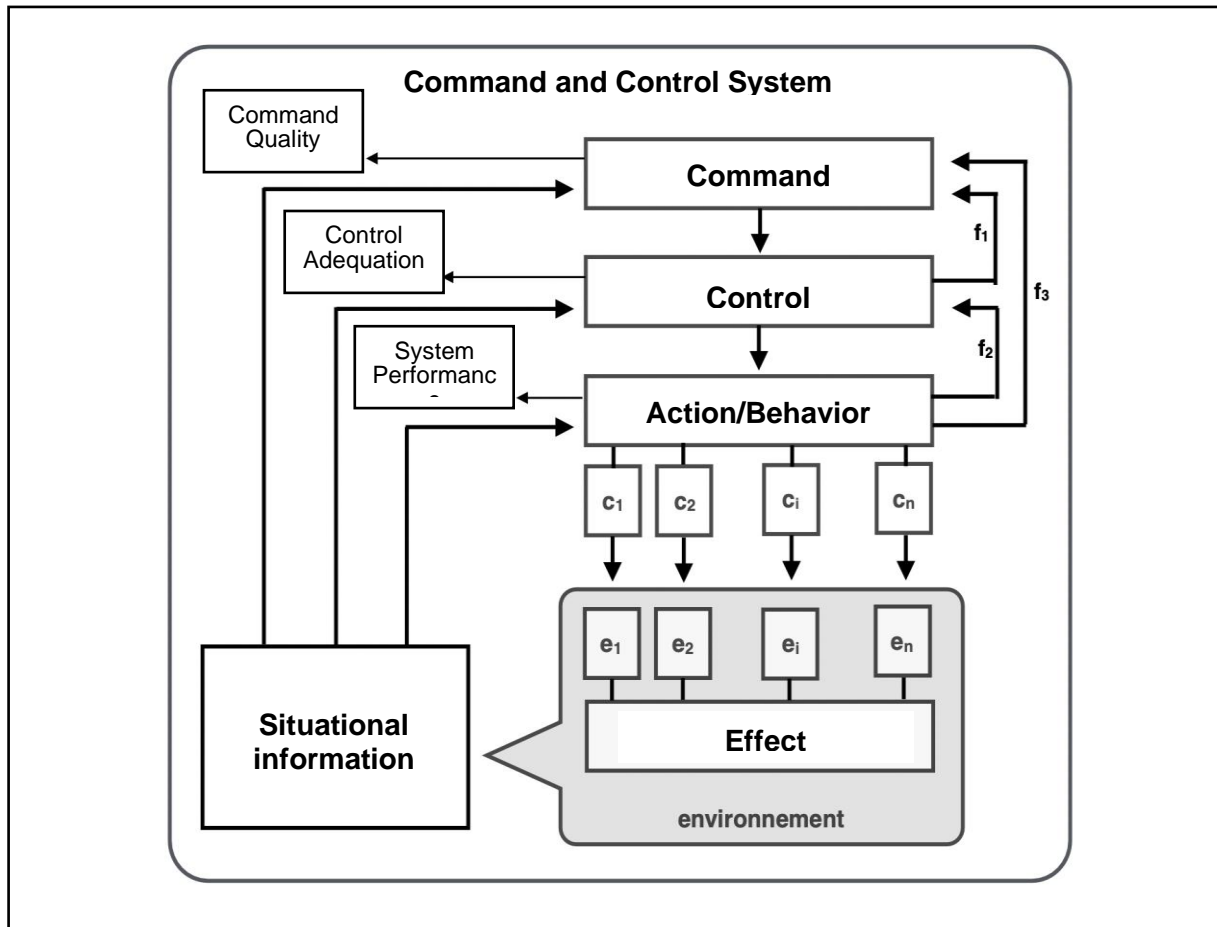 Command and Control System
Command
Quality
Command
Control
Adequation
f₁
Control
f₃
System
Performanc
f₂
Action/Behavior
c₁ c₂ cᵢ cₙ
e₁ e₂ eᵢ eₙ
Situational
information
Effect
environnement